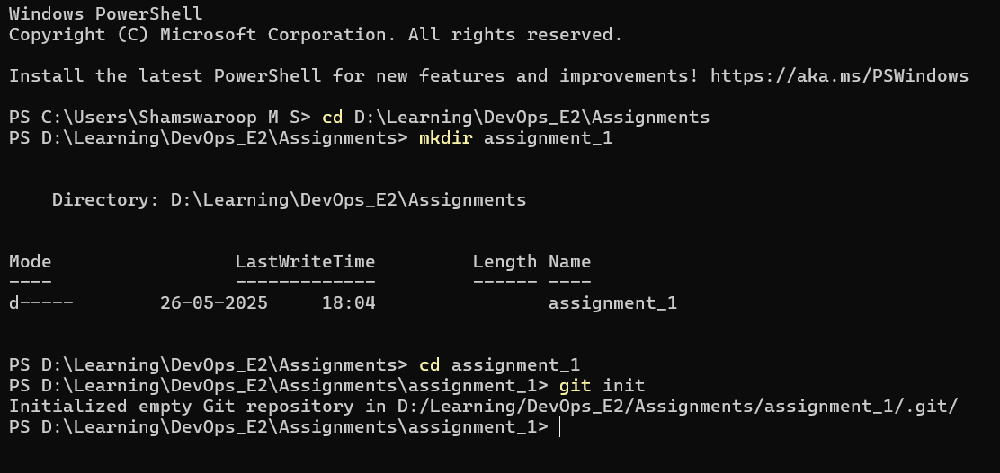 Windows PowerShell
Copyright (C) Microsoft Corporation. All rights reserved.
Install the latest PowerShell for new features and improvements! https://aka.ms/PSWindows
PS C:\Users\Shamswaroop M S> cd D:\Learning\DevOps_E2\Assignments
PS D:\Learning\DevOps_E2\Assignments> mkdir assignment_1
    Directory: D:\Learning\DevOps_E2\Assignments
Mode                 LastWriteTime         Length Name
----                 -------------         ------ ----
d-----        26-05-2025     18:04                assignment_1
PS D:\Learning\DevOps_E2\Assignments> cd assignment_1
PS D:\Learning\DevOps_E2\Assignments\assignment_1> git init
Initialized empty Git repository in D:/Learning/DevOps_E2/Assignments/assignment_1/.git/
PS D:\Learning\DevOps_E2\Assignments\assignment_1>